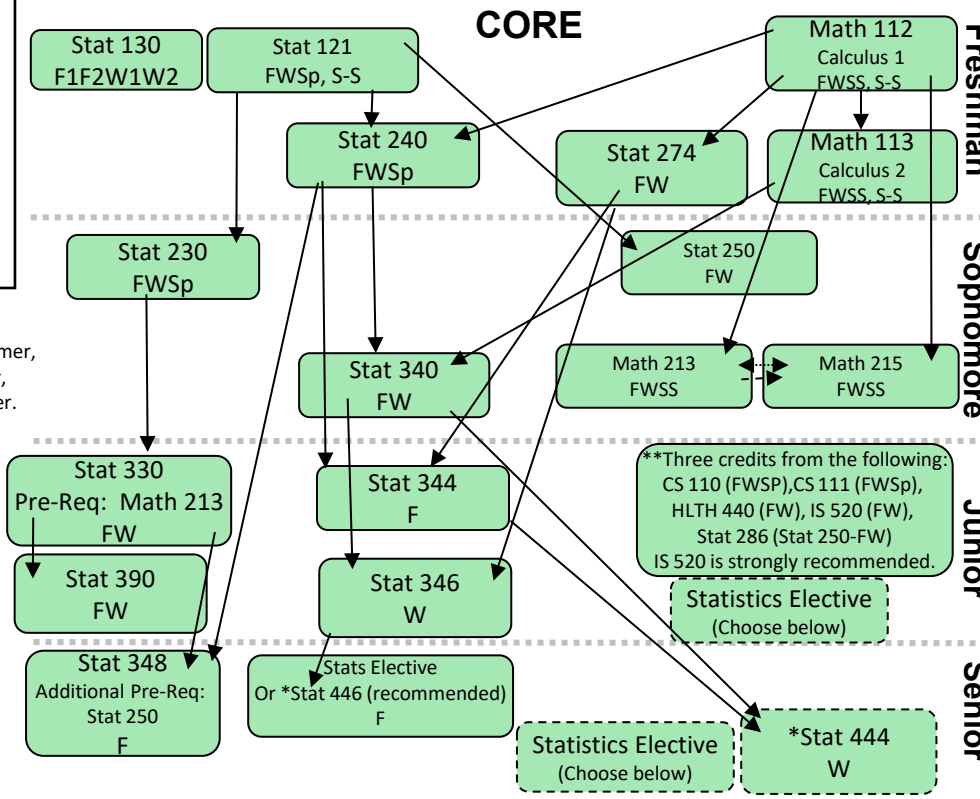 CORE
Stat 130
F1F2W1W2
Stat 121
FWSp, S-S
Math 112
Calculus 1
FWSS, S-S
Freshman
Stat 240
FWSp
Stat 274
FW
Math 113
Calculus 2
FWSS, S-S
Stat 230
FWSp
Stat 250
FW
Sophomore
mer,
,
er.
Stat 340
FW
Math 213
FWSS
Math 215
FWSS
Stat 330
Pre-Req: Math 213
FW
Stat 344
F
**Three credits from the following:
CS 110 (FWSP),CS 111 (FWSp),
HLTH 440 (FW), IS 520 (FW),
Stat 286 (Stat 250-FW)
IS 520 is strongly recommended.
Junior
Stat 390
FW
Stat 346
W
Statistics Elective
(Choose below)
Stat 348
Additional Pre-Req:
Stat 250
F
Stats Elective
Or *Stat 446 (recommended)
F
Statistics Elective
(Choose below)
*Stat 444
W
Senior